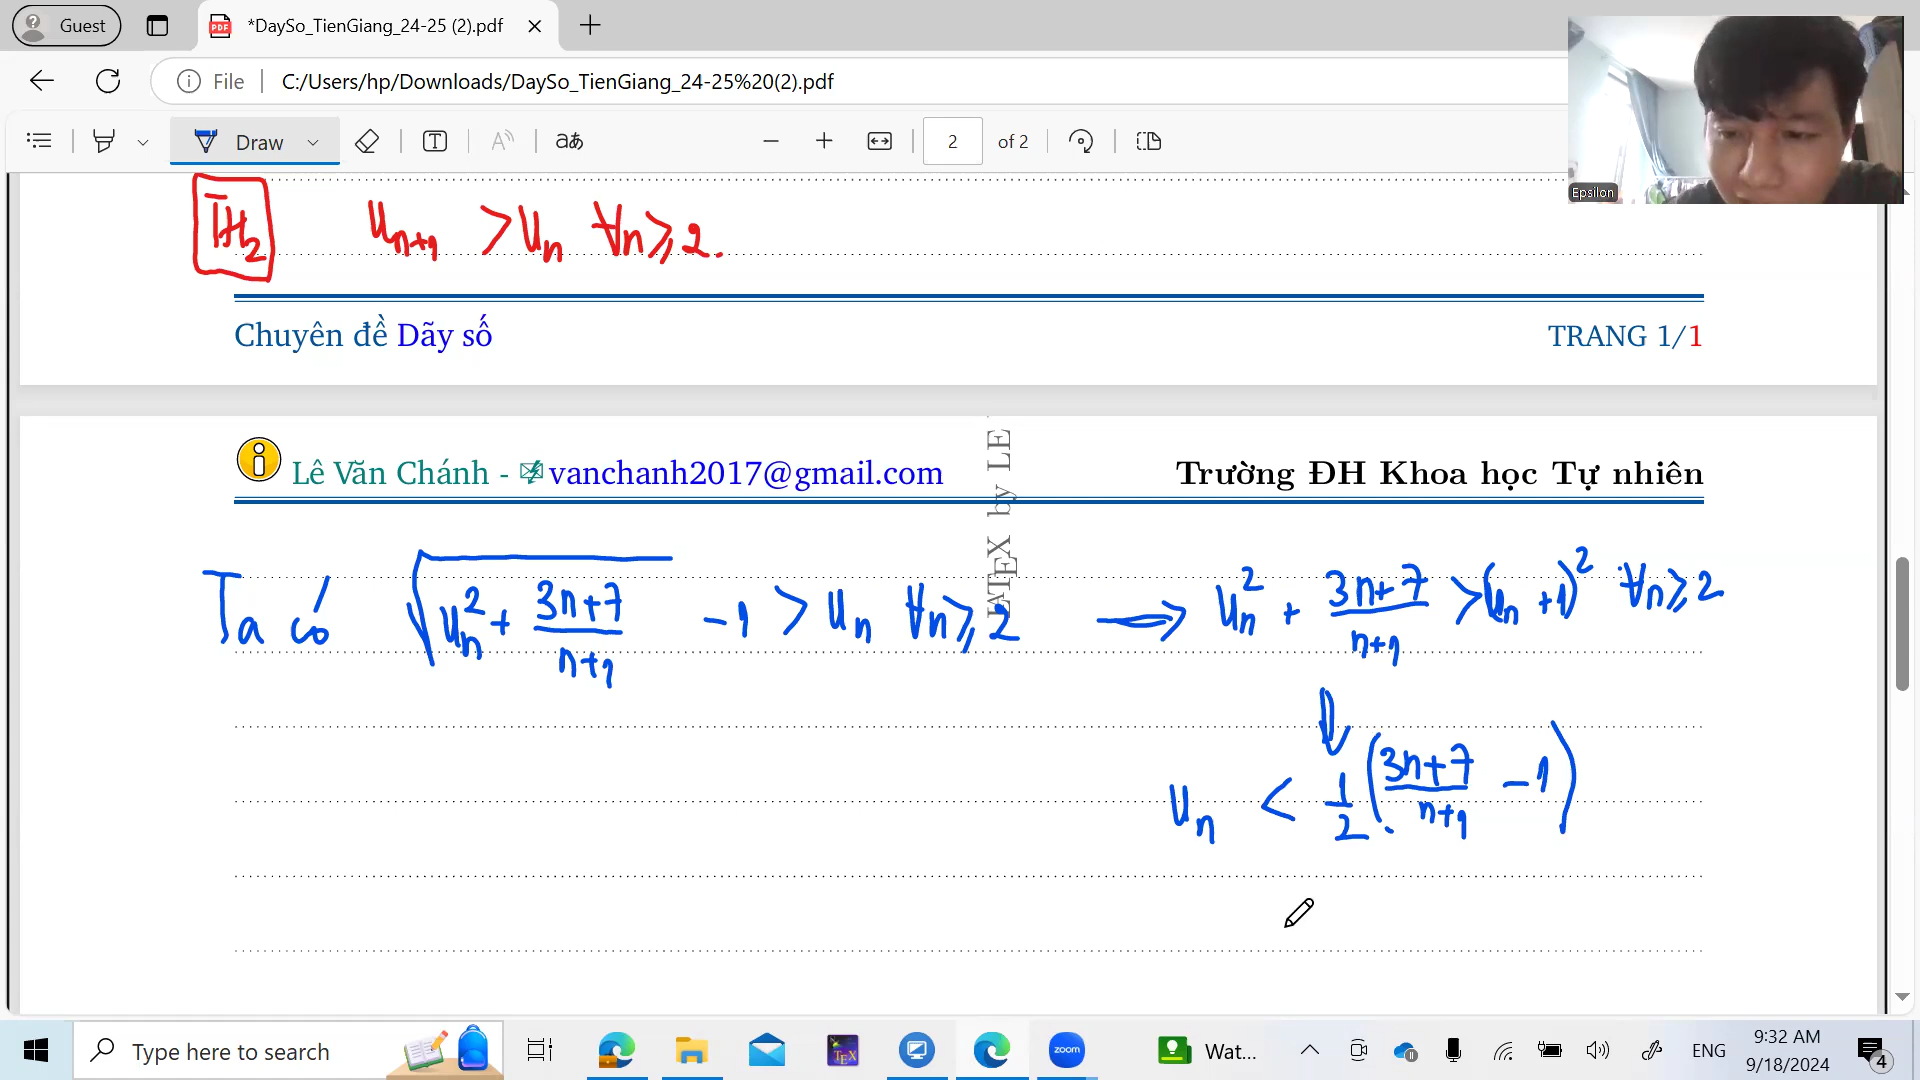 Guest
*DaySo_TienGiang_24-25 (2).pdf
File
C:/Users/hp/Downloads/DaySo_TienGiang_24-25%20(2).pdf
Epsilon
Draw
2 of 2
TH₂ uₙ₊₁ > uₙ ∀n ⩾ 2.
Chuyên đề Dãy số
TRANG 1/1
Lê Văn Chánh - vanchanh2017@gmail.com
Trường ĐH Khoa học Tự nhiên
LATEX by LE
Ta có √(uₙ² + (3n+7)/(n+1)) - 1 > uₙ ∀n ⩾ 2 ⟹ uₙ² + (3n+7)/(n+1) > (uₙ + 1)² ∀n ⩾ 2
⇓
uₙ < 1/2 · ((3n+7)/(n+1) - 1)
Type here to search
TEX
zoom
Wat...
ENG
9:32 AM
9/18/2024
4